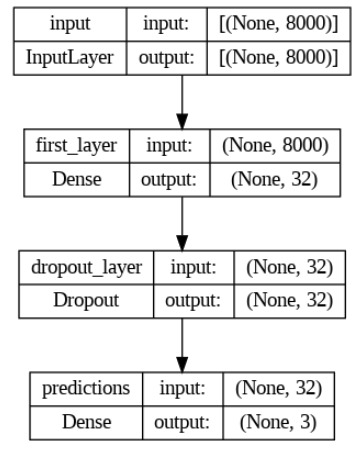 input input: [(None, 8000)]
InputLayer output: [(None, 8000)]
first_layer input: (None, 8000)
Dense output: (None, 32)
dropout_layer input: (None, 32)
Dropout output: (None, 32)
predictions input: (None, 32)
Dense output: (None, 3)